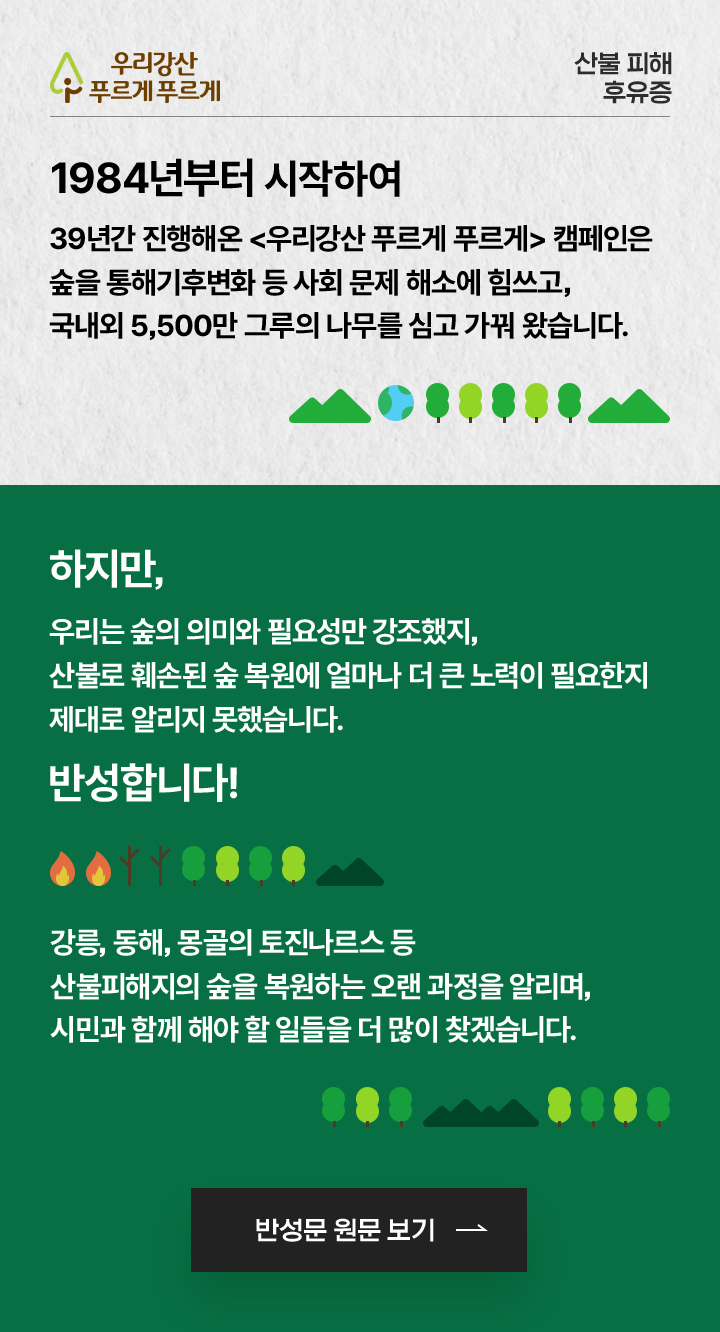 우리강산
푸르게 푸르게
산불 피해
후유증
1984년부터 시작하여
39년간 진행해온 <우리강산 푸르게 푸르게> 캠페인은
숲을 통해기후변화 등 사회 문제 해소에 힘쓰고,
국내외 5,500만 그루의 나무를 심고 가꿔 왔습니다.
하지만,
우리는 숲의 의미와 필요성만 강조했지,
산불로 훼손된 숲 복원에 얼마나 더 큰 노력이 필요한지
제대로 알리지 못했습니다.
반성합니다!
강릉, 동해, 몽골의 토진나르스 등
산불피해지의 숲을 복원하는 오랜 과정을 알리며,
시민과 함께 해야 할 일들을 더 많이 찾겠습니다.
반성문 원문 보기